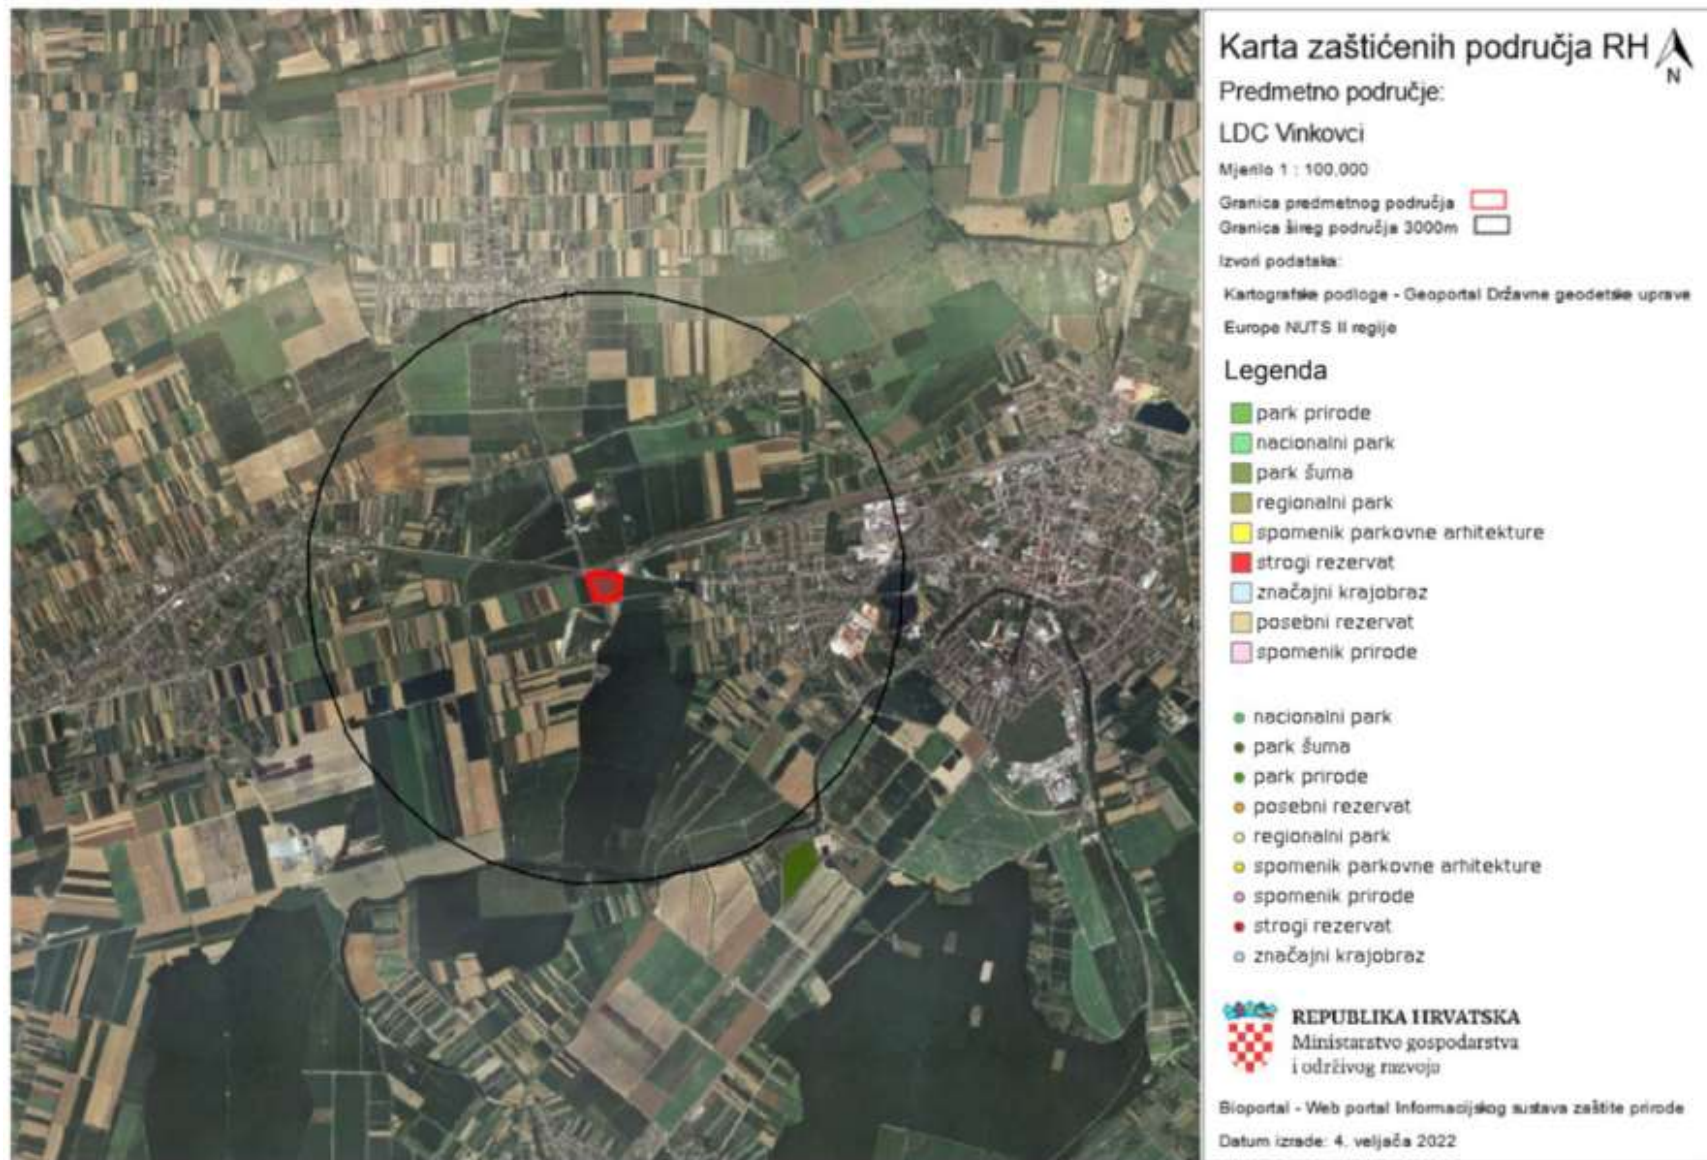 Karta zaštićenih područja RH
N
Predmetno područje:
LDC Vinkovci
Mjerilo 1 : 100.000
Granica predmetnog područja
Granica šireg područja 3000m
Izvori podataka:
Kartografske podloge - Geoportal Državne geodetske uprave
Europe NUTS II regije
Legenda
park prirode
nacionalni park
park šuma
regionalni park
spomenik parkovne arhitekture
strogi rezervat
značajni krajobraz
posebni rezervat
spomenik prirode
nacionalni park
park šuma
park prirode
posebni rezervat
regionalni park
spomenik parkovne arhitekture
spomenik prirode
strogi rezervat
značajni krajobraz
REPUBLIKA HRVATSKA
Ministarstvo gospodarstva
i održivog razvoja
Bioportal - Web portal Informacijskog sustava zaštite prirode
Datum izrade: 4. veljača 2022